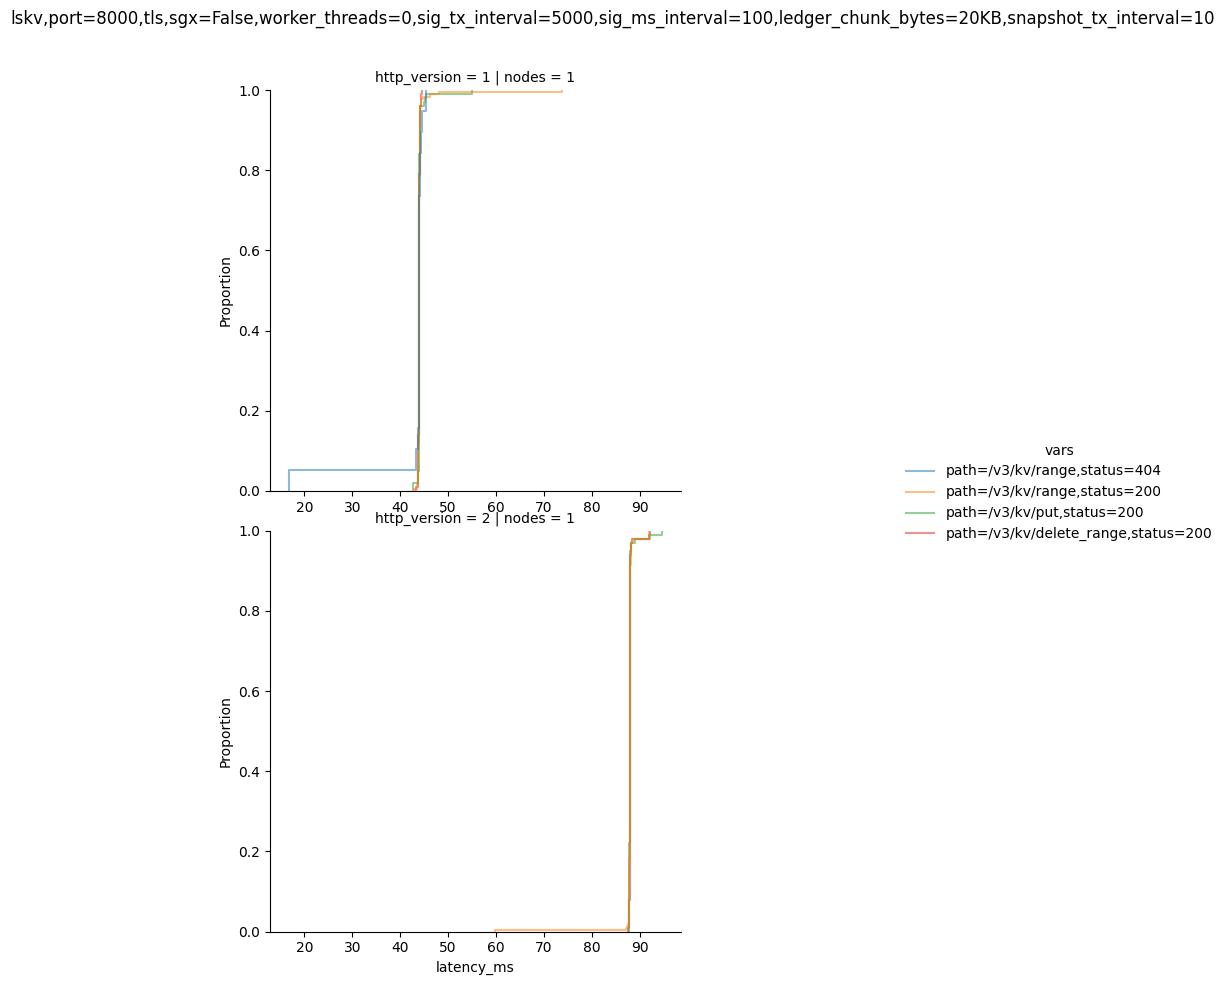 lskv,port=8000,tls,sgx=False,worker_threads=0,sig_tx_interval=5000,sig_ms_interval=100,ledger_chunk_bytes=20KB,snapshot_tx_interval=10
http_version = 1 | nodes = 1
1.0
0.8
0.6
0.4
0.2
0.0
Proportion
20 30 40 50 60 70 80 90
http_version = 2 | nodes = 1
1.0
0.8
0.6
0.4
0.2
0.0
Proportion
20 30 40 50 60 70 80 90
latency_ms
vars
path=/v3/kv/range,status=404
path=/v3/kv/range,status=200
path=/v3/kv/put,status=200
path=/v3/kv/delete_range,status=200